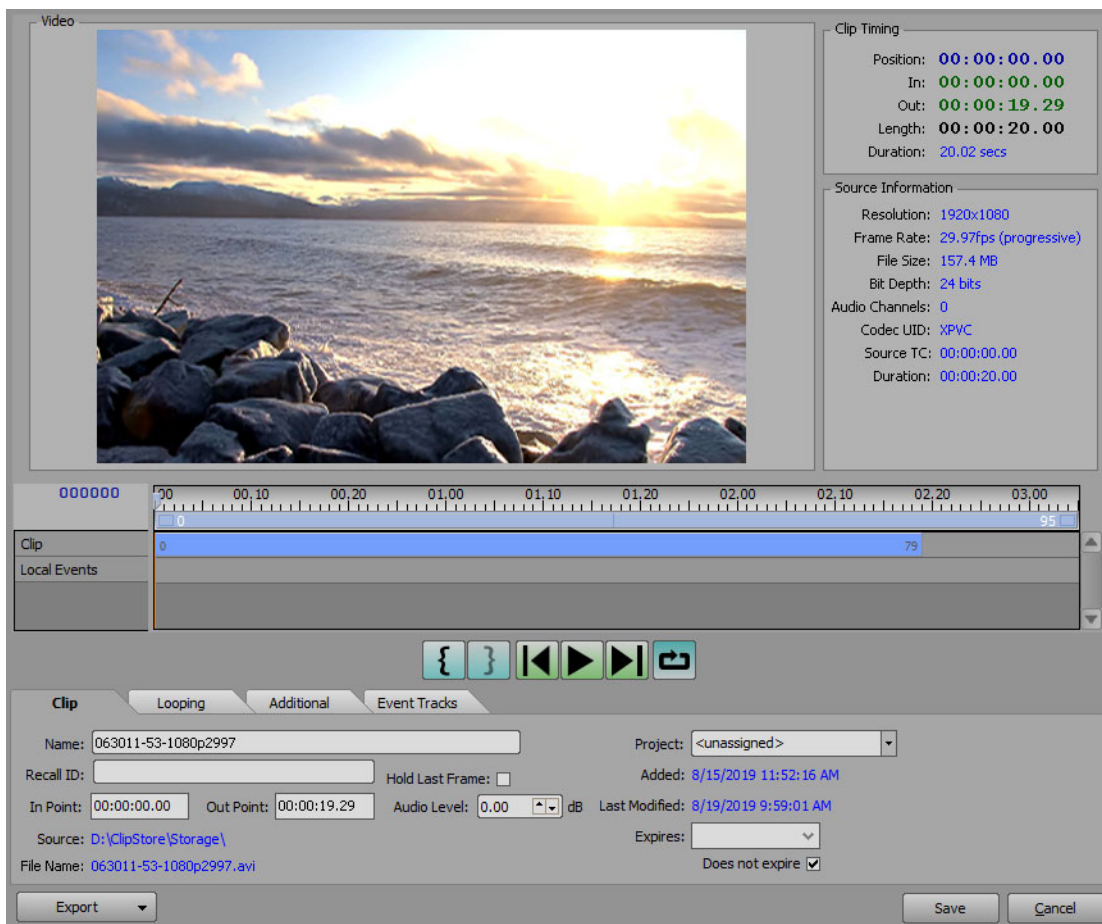 Video
Clip Timing
Position: 00:00:00.00
In: 00:00:00.00
Out: 00:00:19.29
Length: 00:00:20.00
Duration: 20.02 secs
Source Information
Resolution: 1920x1080
Frame Rate: 29.97fps (progressive)
File Size: 157.4 MB
Bit Depth: 24 bits
Audio Channels: 0
Codec UID: XPVC
Source TC: 00:00:00.00
Duration: 00:00:20.00
000000
00 00,10 00,20 01,00 01,10 01,20 02,00 02,10 02,20 03,00
0 95
Clip 0 79
Local Events
Clip Looping Additional Event Tracks
Name: 063011-53-1080p2997 Project: <unassigned>
Recall ID: Hold Last Frame: Added: 8/15/2019 11:52:16 AM
In Point: 00:00:00.00 Out Point: 00:00:19.29 Audio Level: 0.00 dB Last Modified: 8/19/2019 9:59:01 AM
Source: D:\ClipStore\Storage\ Expires:
File Name: 063011-53-1080p2997.avi Does not expire
Export Save Cancel